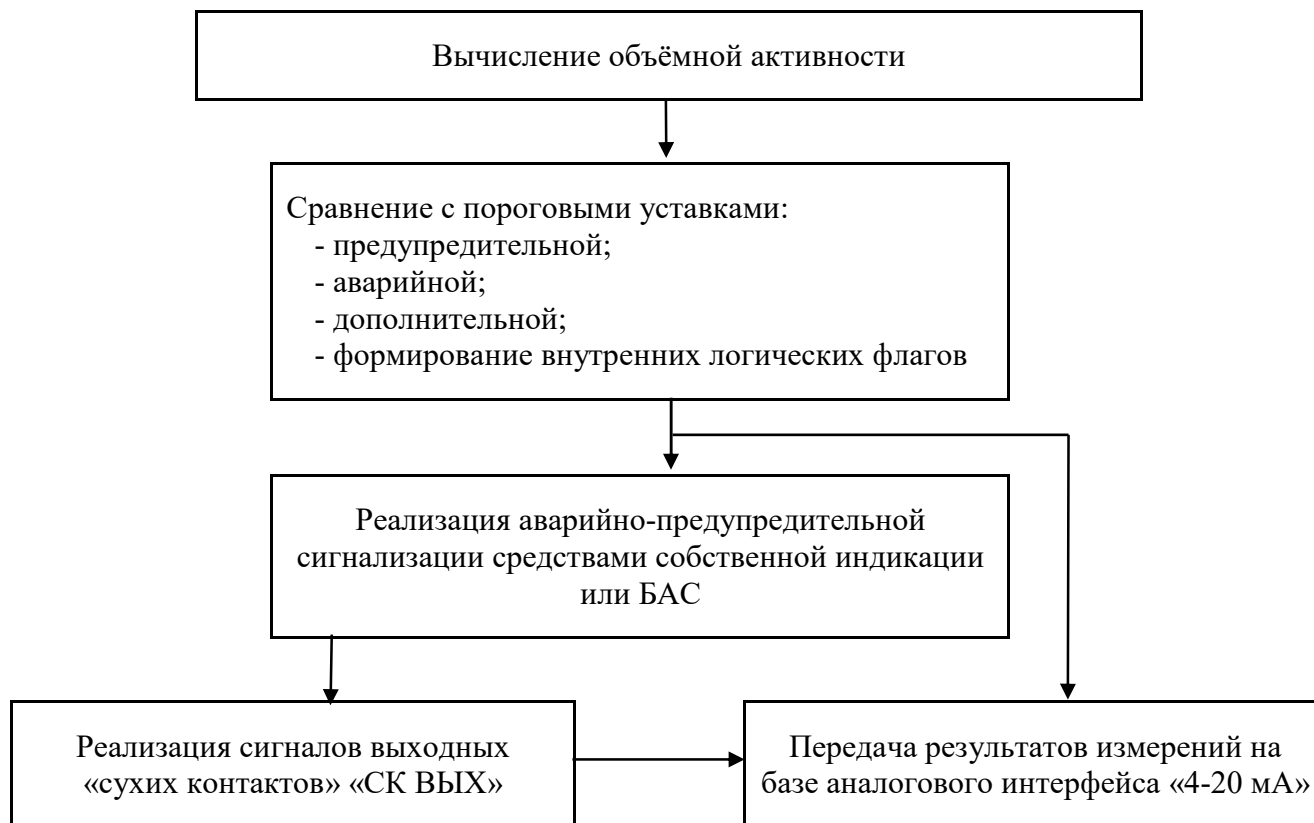 Вычисление объёмной активности
Сравнение с пороговыми уставками:
- предупредительной;
- аварийной;
- дополнительной;
- формирование внутренних логических флагов
Реализация аварийно-предупредительной
сигнализации средствами собственной индикации
или БАС
Реализация сигналов выходных
«сухих контактов» «СК ВЫХ»
Передача результатов измерений на
базе аналогового интерфейса «4-20 мА»